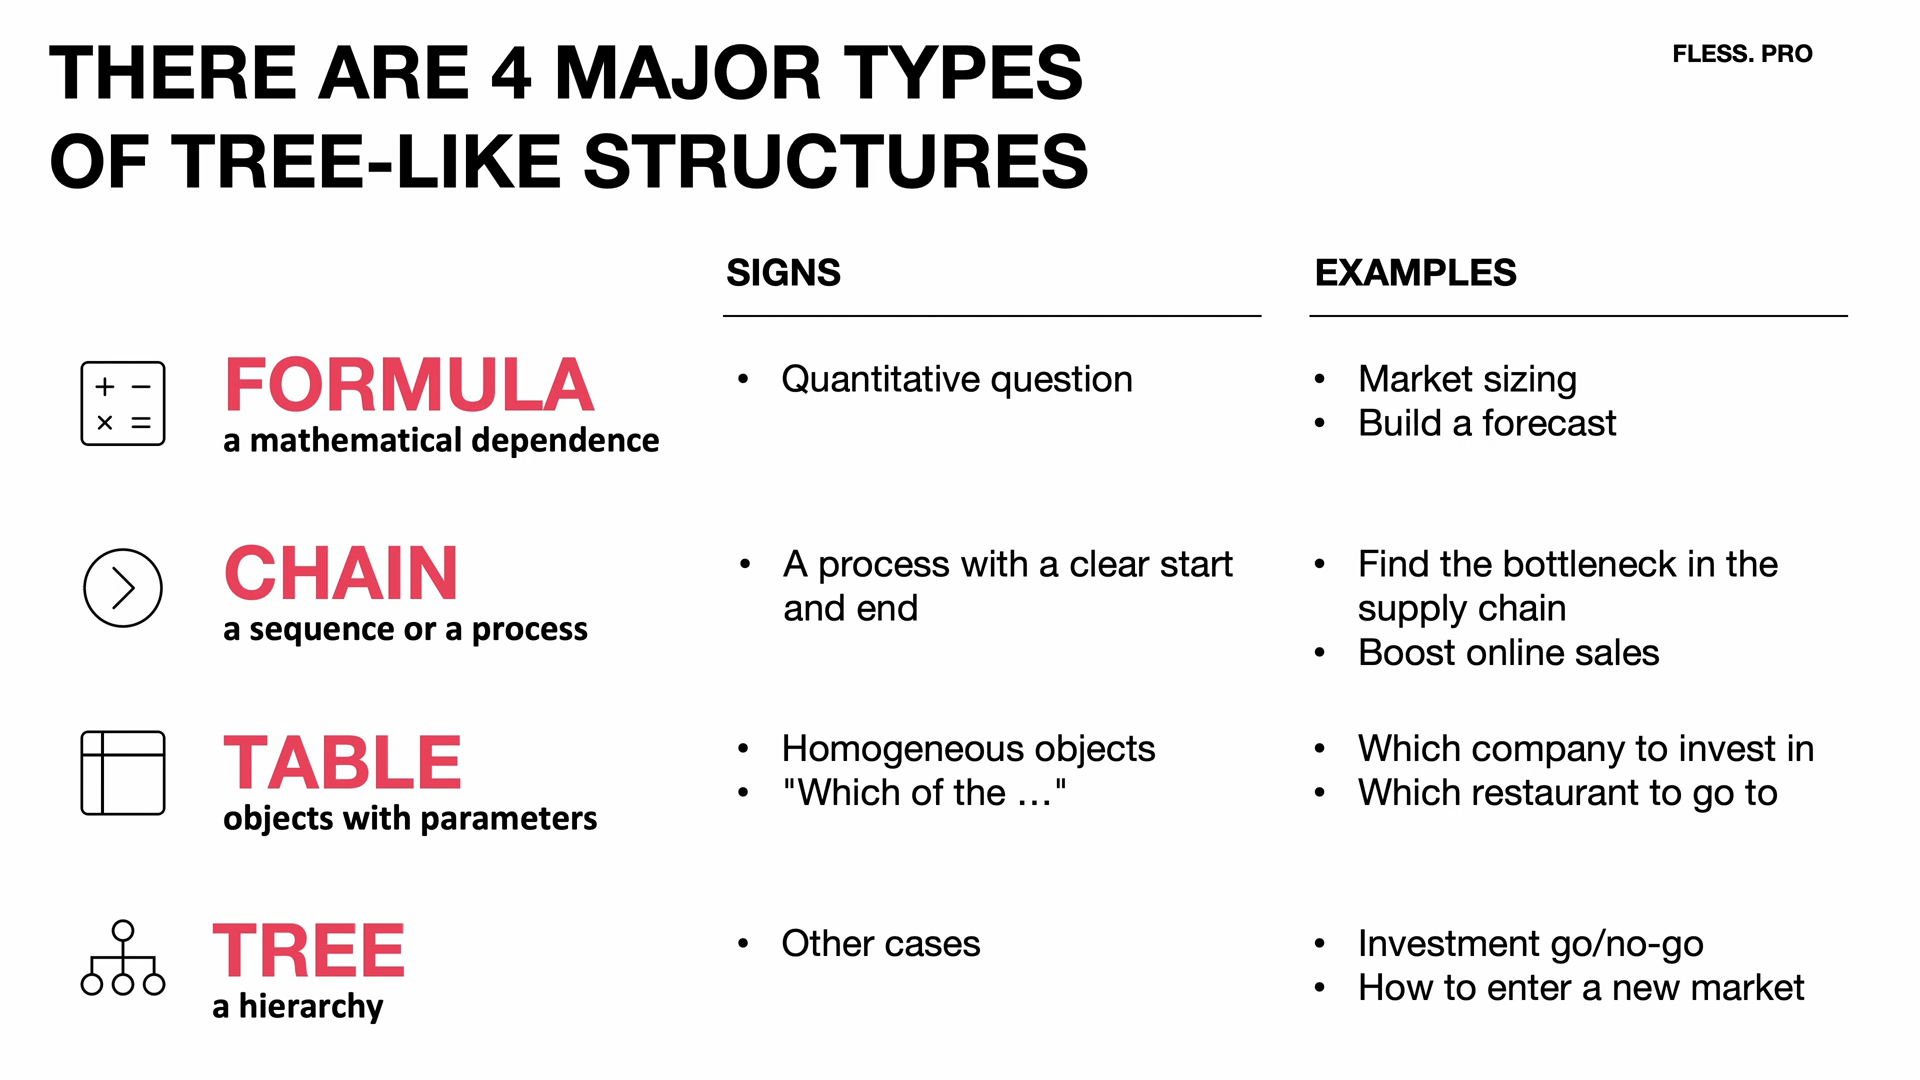 THERE ARE 4 MAJOR TYPES
OF TREE-LIKE STRUCTURES
FLESS. PRO
SIGNS
EXAMPLES
+ −
× =
FORMULA
a mathematical dependence
• Quantitative question
• Market sizing
• Build a forecast
CHAIN
a sequence or a process
• A process with a clear start
and end
• Find the bottleneck in the
supply chain
• Boost online sales
TABLE
objects with parameters
• Homogeneous objects
• "Which of the ..."
• Which company to invest in
• Which restaurant to go to
TREE
a hierarchy
• Other cases
• Investment go/no-go
• How to enter a new market